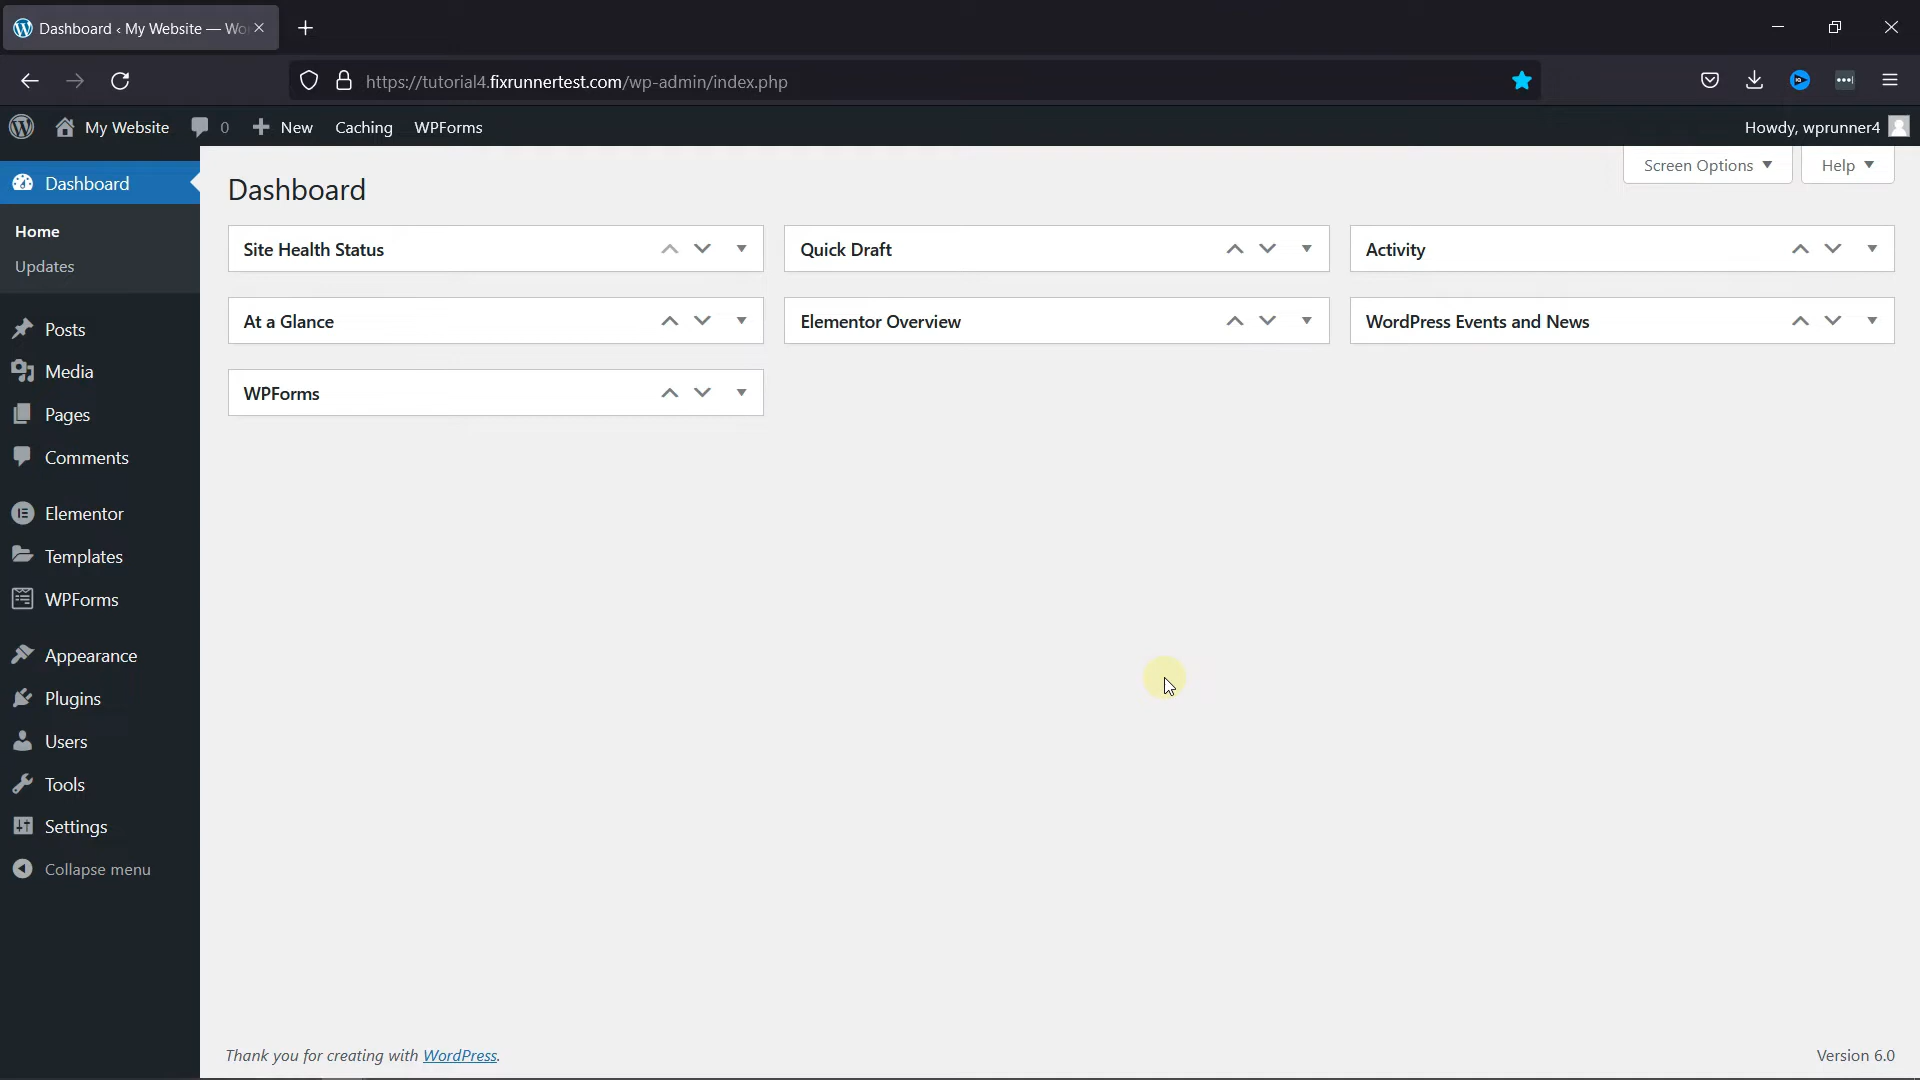 Dashboard ‹ My Website — Wo
https://tutorial4.fixrunnertest.com/wp-admin/index.php
My Website 0 New Caching WPForms Howdy, wprunner4
Screen Options Help
Dashboard
Home
Updates
Posts
Media
Pages
Comments
Elementor
Templates
WPForms
Appearance
Plugins
Users
Tools
Settings
Collapse menu
Dashboard
Site Health Status
Quick Draft
Activity
At a Glance
Elementor Overview
WordPress Events and News
WPForms
Thank you for creating with WordPress.
Version 6.0